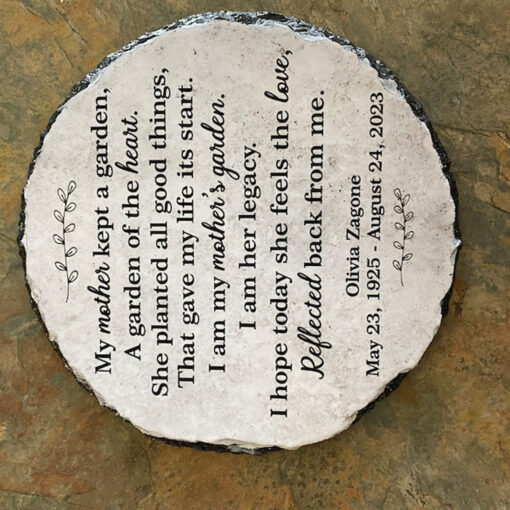 My mother kept a garden,
A garden of the heart.
She planted all good things,
That gave my life its start.
I am my mother's garden.
I am her legacy.
I hope today she feels the love,
Reflected back from me.
Olivia Zagone
May 23, 1925 - August 24, 2023